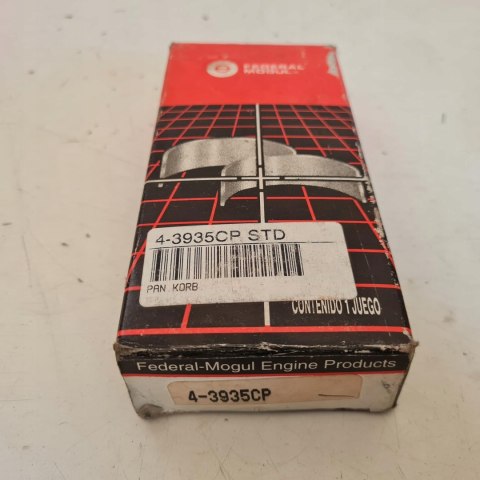 FEDERAL
MOGUL
4-3935CP STD
PAN KORB
CONTENIDO 1 JUEGO
Federal-Mogul Engine Products
4-3935CP